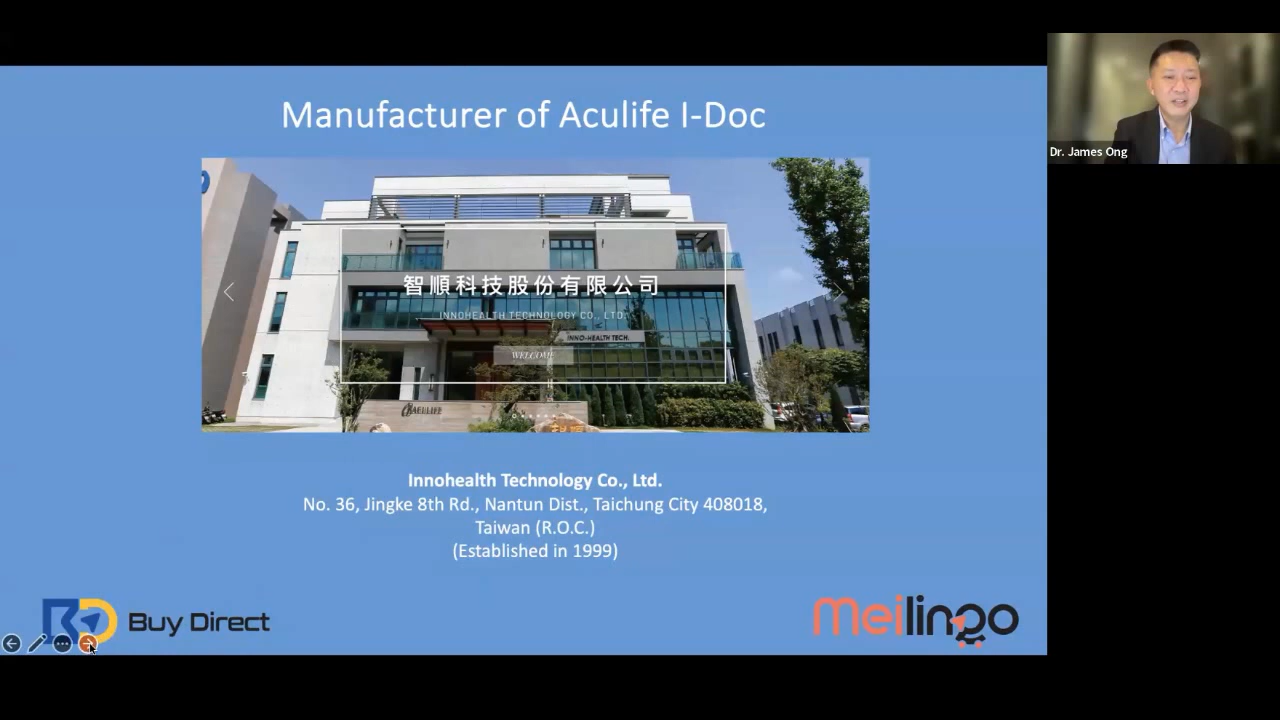 Manufacturer of Aculife I-Doc
Dr. James Ong
智順科技股份有限公司
INNOHEALTH TECHNOLOGY CO., LTD.
INNO-HEALTH TECH.
WELCOME
ACULIFE
Innohealth Technology Co., Ltd.
No. 36, Jingke 8th Rd., Nantun Dist., Taichung City 408018,
Taiwan (R.O.C.)
(Established in 1999)
Buy Direct
meilingo